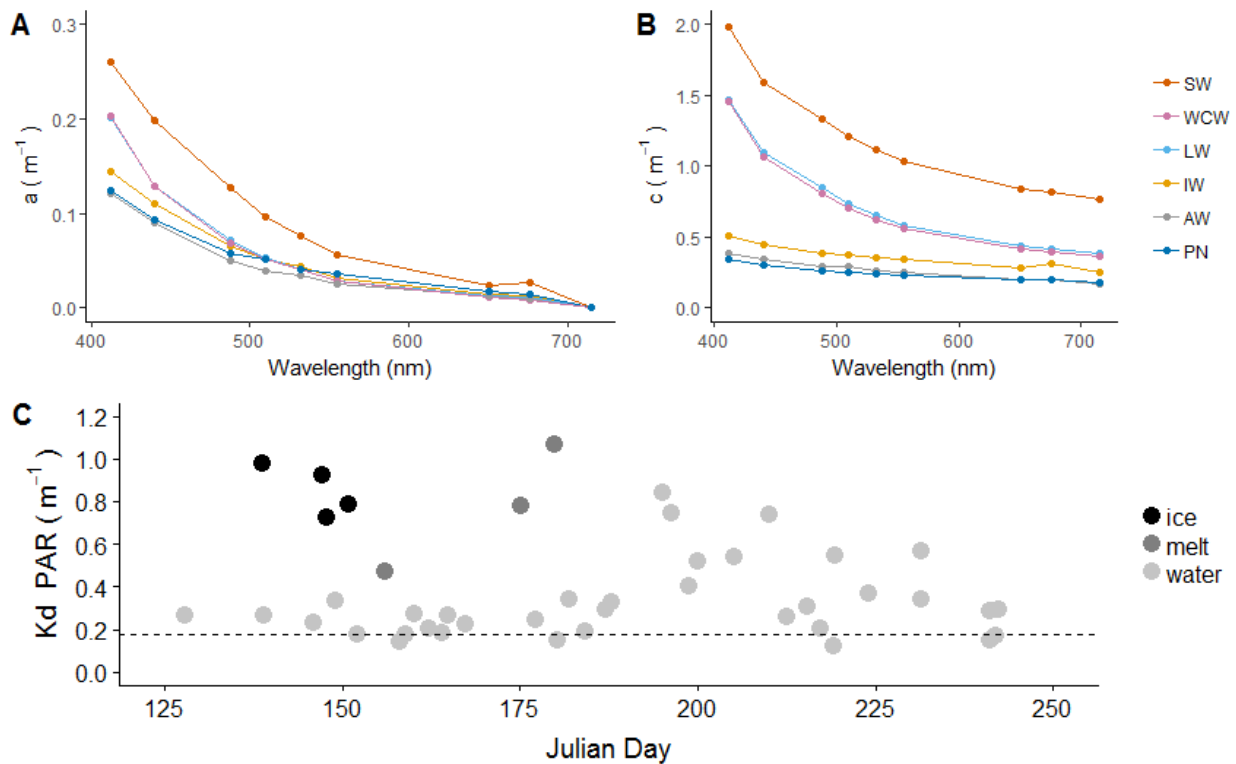 A
a ( m⁻¹ )
0.3
0.2
0.1
0.0
400
500
600
700
Wavelength (nm)
B
c ( m⁻¹ )
2.0
1.5
1.0
0.5
0.0
400
500
600
700
Wavelength (nm)
SW
WCW
LW
IW
AW
PN
C
Kd PAR ( m⁻¹ )
1.2
1.0
0.8
0.6
0.4
0.2
0.0
125
150
175
200
225
250
Julian Day
ice
melt
water